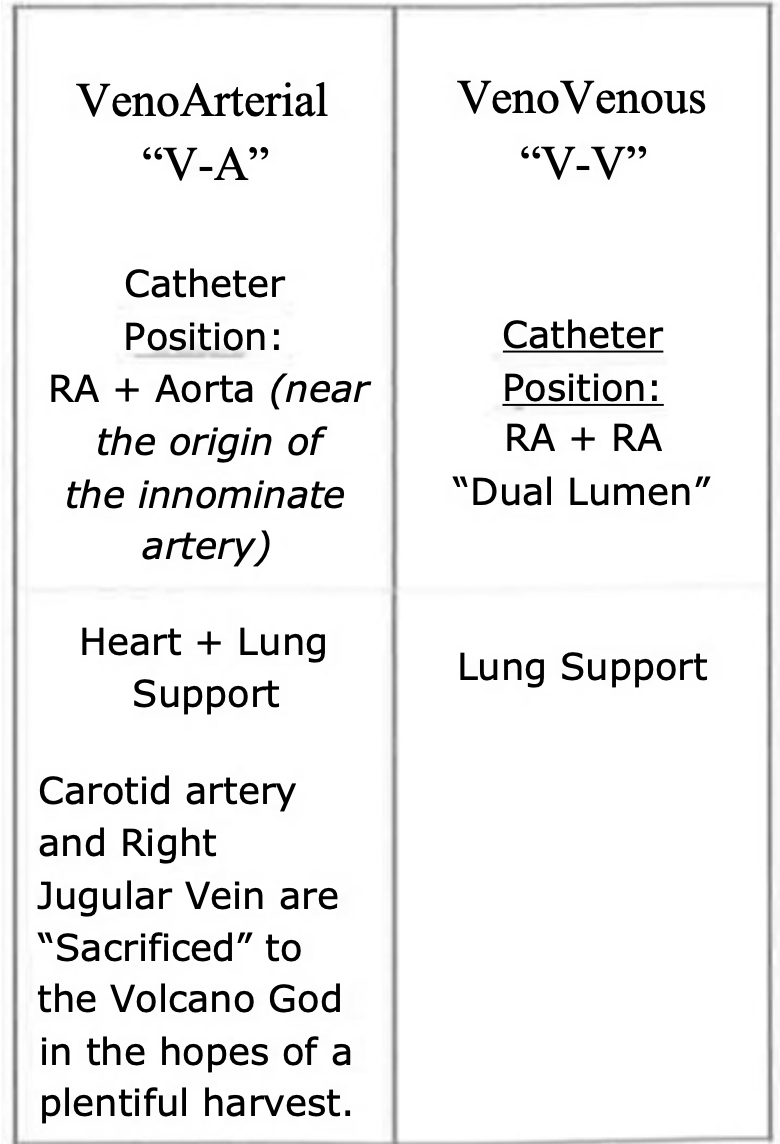 VenoArterial
“V-A”
Catheter
Position:
RA + Aorta (near
the origin of
the innominate
artery)
Heart + Lung
Support
Carotid artery
and Right
Jugular Vein are
“Sacrificed” to
the Volcano God
in the hopes of a
plentiful harvest.
VenoVenous
“V-V”
Catheter
Position:
RA + RA
“Dual Lumen”
Lung Support